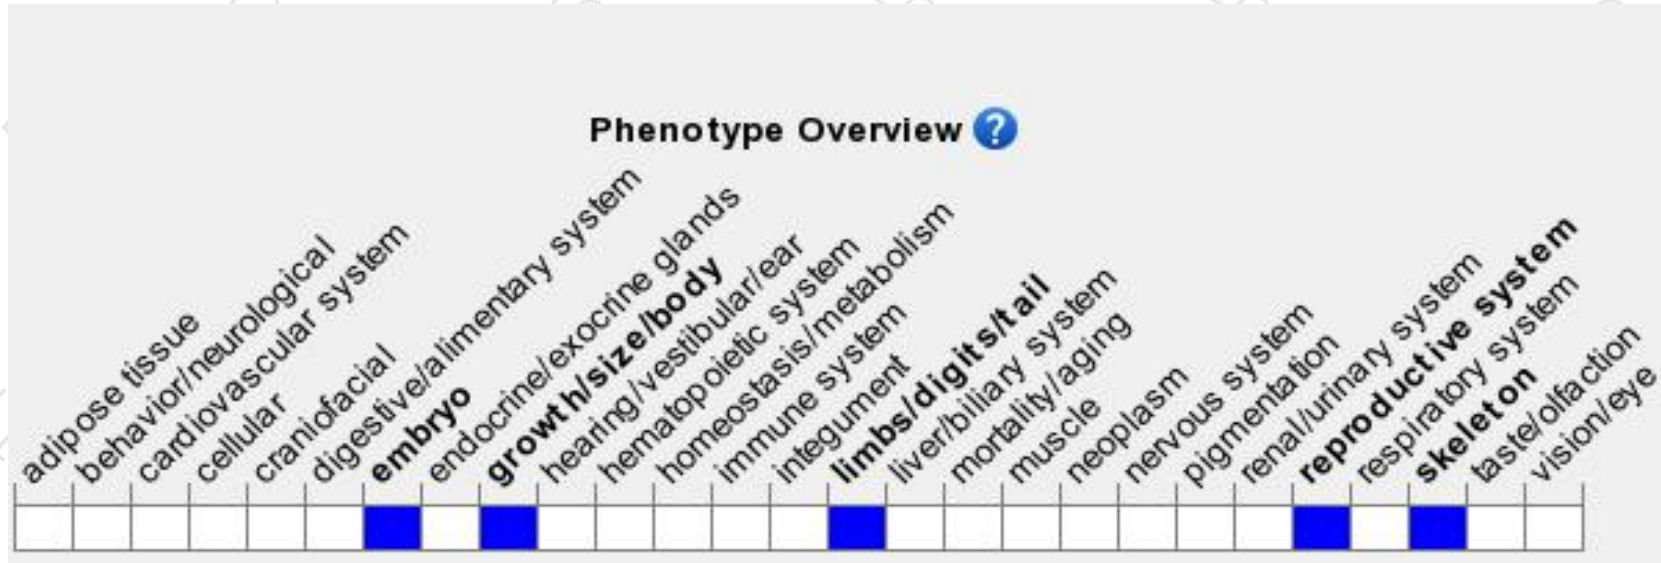 Phenotype Overview ?
adipose tissue
behavior/neurological
cardiovascular system
cellular
craniofacial
digestive/alimentary system
embryo
endocrine/exocrine glands
growth/size/body
hearing/vestibular/ear
hematopoietic system
homeostasis/metabolism
immune system
integument
limbs/digits/tail
liver/biliary system
mortality/aging
muscle
neoplasm
nervous system
pigmentation
renal/urinary system
reproductive system
respiratory system
skeleton
taste/olfaction
vision/eye